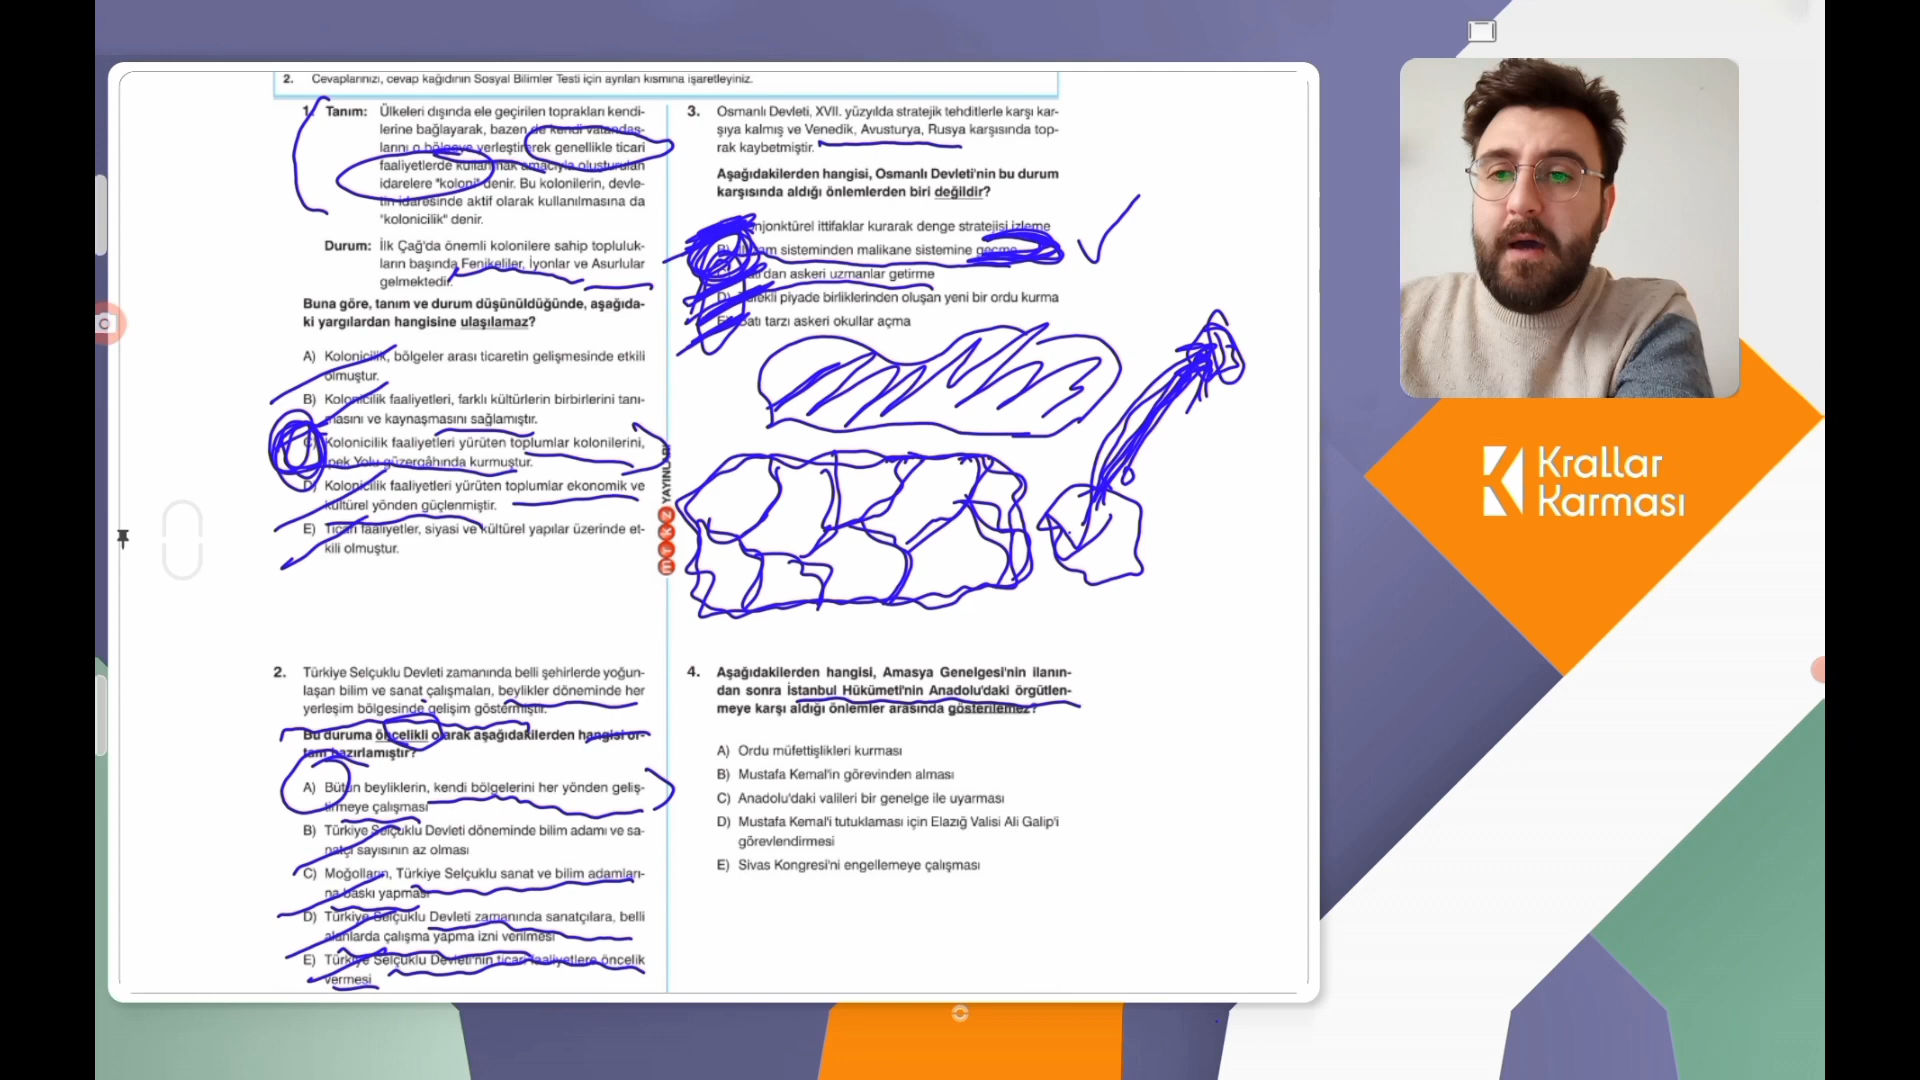 2. Cevaplarınızı, cevap kağıdının Sosyal Bilimler Testi için ayrılan kısmına işaretleyiniz.
1. Tanım: Ülkeleri dışında ele geçirilen toprakları kendi-
lerine bağlayarak, bazen de kendi vatandaş-
larını o bölgeye yerleştirerek genellikle ticari
faaliyetlerde kullanmak amacıyla oluşturulan
idarelere "koloni" denir. Bu kolonilerin, devle-
tin idaresinde aktif olarak kullanılmasına da
"kolonicilik" denir.
Durum: İlk Çağ'da önemli kolonilere sahip topluluk-
ların başında Fenikeliler, İyonlar ve Asurlular
gelmektedir.
Buna göre, tanım ve durum düşünüldüğünde, aşağıda-
ki yargılardan hangisine ulaşılamaz?
A) Kolonicilik, bölgeler arası ticaretin gelişmesinde etkili
olmuştur.
B) Kolonicilik faaliyetleri, farklı kültürlerin birbirlerini tanı-
masını ve kaynaşmasını sağlamıştır.
C) Kolonicilik faaliyetleri yürüten toplumlar kolonilerini,
İpek Yolu güzergâhında kurmuştur.
D) Kolonicilik faaliyetleri yürüten toplumlar ekonomik ve
kültürel yönden güçlenmiştir.
E) Ticari faaliyetler, siyasi ve kültürel yapılar üzerinde et-
kili olmuştur.
2. Türkiye Selçuklu Devleti zamanında belli şehirlerde yoğun-
laşan bilim ve sanat çalışmaları, beylikler döneminde her
yerleşim bölgesinde gelişim göstermiştir.
Bu duruma öncelikli olarak aşağıdakilerden hangisi or-
tam hazırlamıştır?
A) Bütün beyliklerin, kendi bölgelerini her yönden geliş-
tirmeye çalışması
B) Türkiye Selçuklu Devleti döneminde bilim adamı ve sa-
natçı sayısının az olması
C) Moğolların, Türkiye Selçuklu sanat ve bilim adamları-
na baskı yapması
D) Türkiye Selçuklu Devleti zamanında sanatçılara, belli
alanlarda çalışma yapma izni verilmesi
E) Türkiye Selçuklu Devleti'nin ticari faaliyetlere öncelik
vermesi
mYKZ YAYINLARI
3. Osmanlı Devleti, XVII. yüzyılda stratejik tehditlerle karşı kar-
şıya kalmış ve Venedik, Avusturya, Rusya karşısında top-
rak kaybetmiştir.
Aşağıdakilerden hangisi, Osmanlı Devleti'nin bu durum
karşısında aldığı önlemlerden biri değildir?
ittifaklar kurarak denge stratejisi izleme
B) sisteminden malikane sistemine geçme
askeri uzmanlar getirme
D) piyade birliklerinden oluşan yeni bir ordu kurma
E) Batı tarzı askeri okullar açma
4. Aşağıdakilerden hangisi, Amasya Genelgesi'nin ilanın-
dan sonra İstanbul Hükümeti'nin Anadolu'daki örgütlen-
meye karşı aldığı önlemler arasında gösterilemez?
A) Ordu müfettişlikleri kurması
B) Mustafa Kemal'in görevinden alması
C) Anadolu'daki valileri bir genelge ile uyarması
D) Mustafa Kemal'i tutuklaması için Elazığ Valisi Ali Galip'i
görevlendirmesi
E) Sivas Kongresi'ni engellemeye çalışması
Krallar
Karması